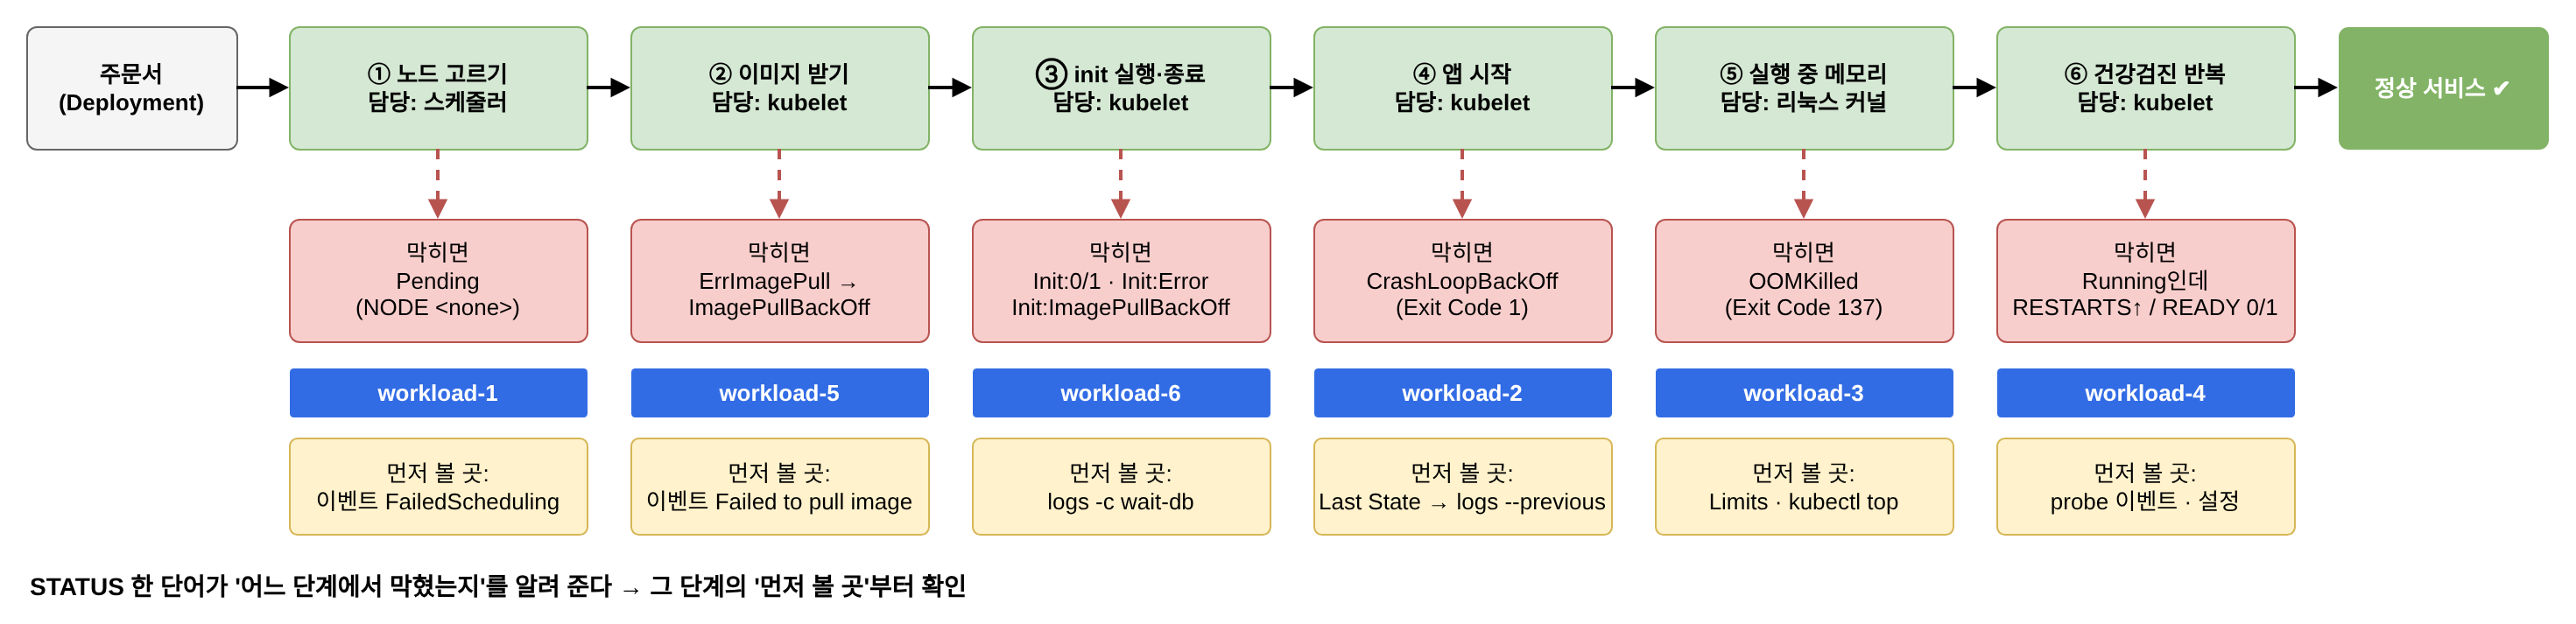 주문서
(Deployment)
① 노드 고르기
담당: 스케줄러
② 이미지 받기
담당: kubelet
③ init 실행·종료
담당: kubelet
④ 앱 시작
담당: kubelet
⑤ 실행 중 메모리
담당: 리눅스 커널
⑥ 건강검진 반복
담당: kubelet
정상 서비스 ✔
막히면
Pending
(NODE <none>)
막히면
ErrImagePull →
ImagePullBackOff
막히면
Init:0/1 · Init:Error
Init:ImagePullBackOff
막히면
CrashLoopBackOff
(Exit Code 1)
막히면
OOMKilled
(Exit Code 137)
막히면
Running인데
RESTARTS↑ / READY 0/1
workload-1
workload-5
workload-6
workload-2
workload-3
workload-4
먼저 볼 곳:
이벤트 FailedScheduling
먼저 볼 곳:
이벤트 Failed to pull image
먼저 볼 곳:
logs -c wait-db
먼저 볼 곳:
Last State → logs --previous
먼저 볼 곳:
Limits · kubectl top
먼저 볼 곳:
probe 이벤트 · 설정
STATUS 한 단어가 '어느 단계에서 막혔는지'를 알려 준다 → 그 단계의 '먼저 볼 곳'부터 확인